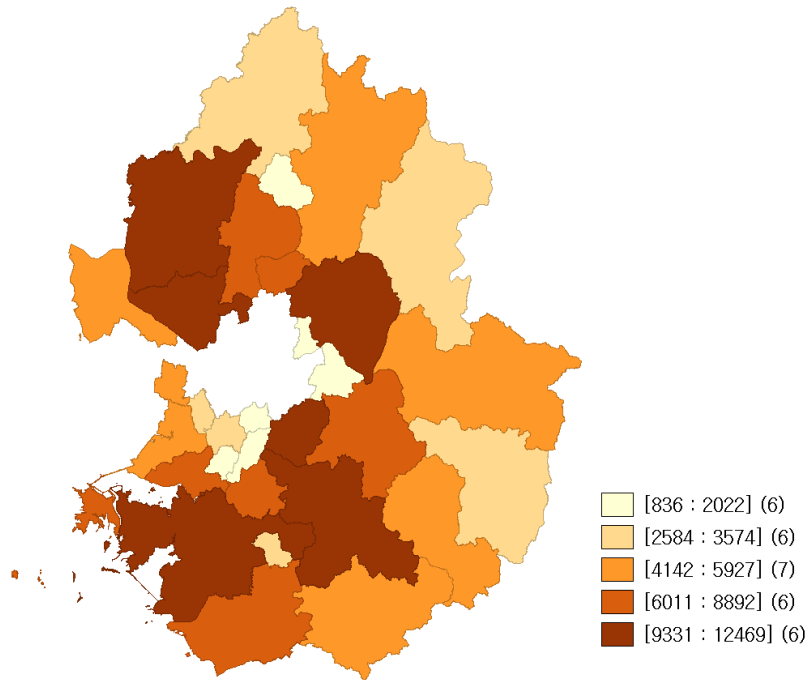 [836 : 2022] (6)
[2584 : 3574] (6)
[4142 : 5927] (7)
[6011 : 8892] (6)
[9331 : 12469] (6)